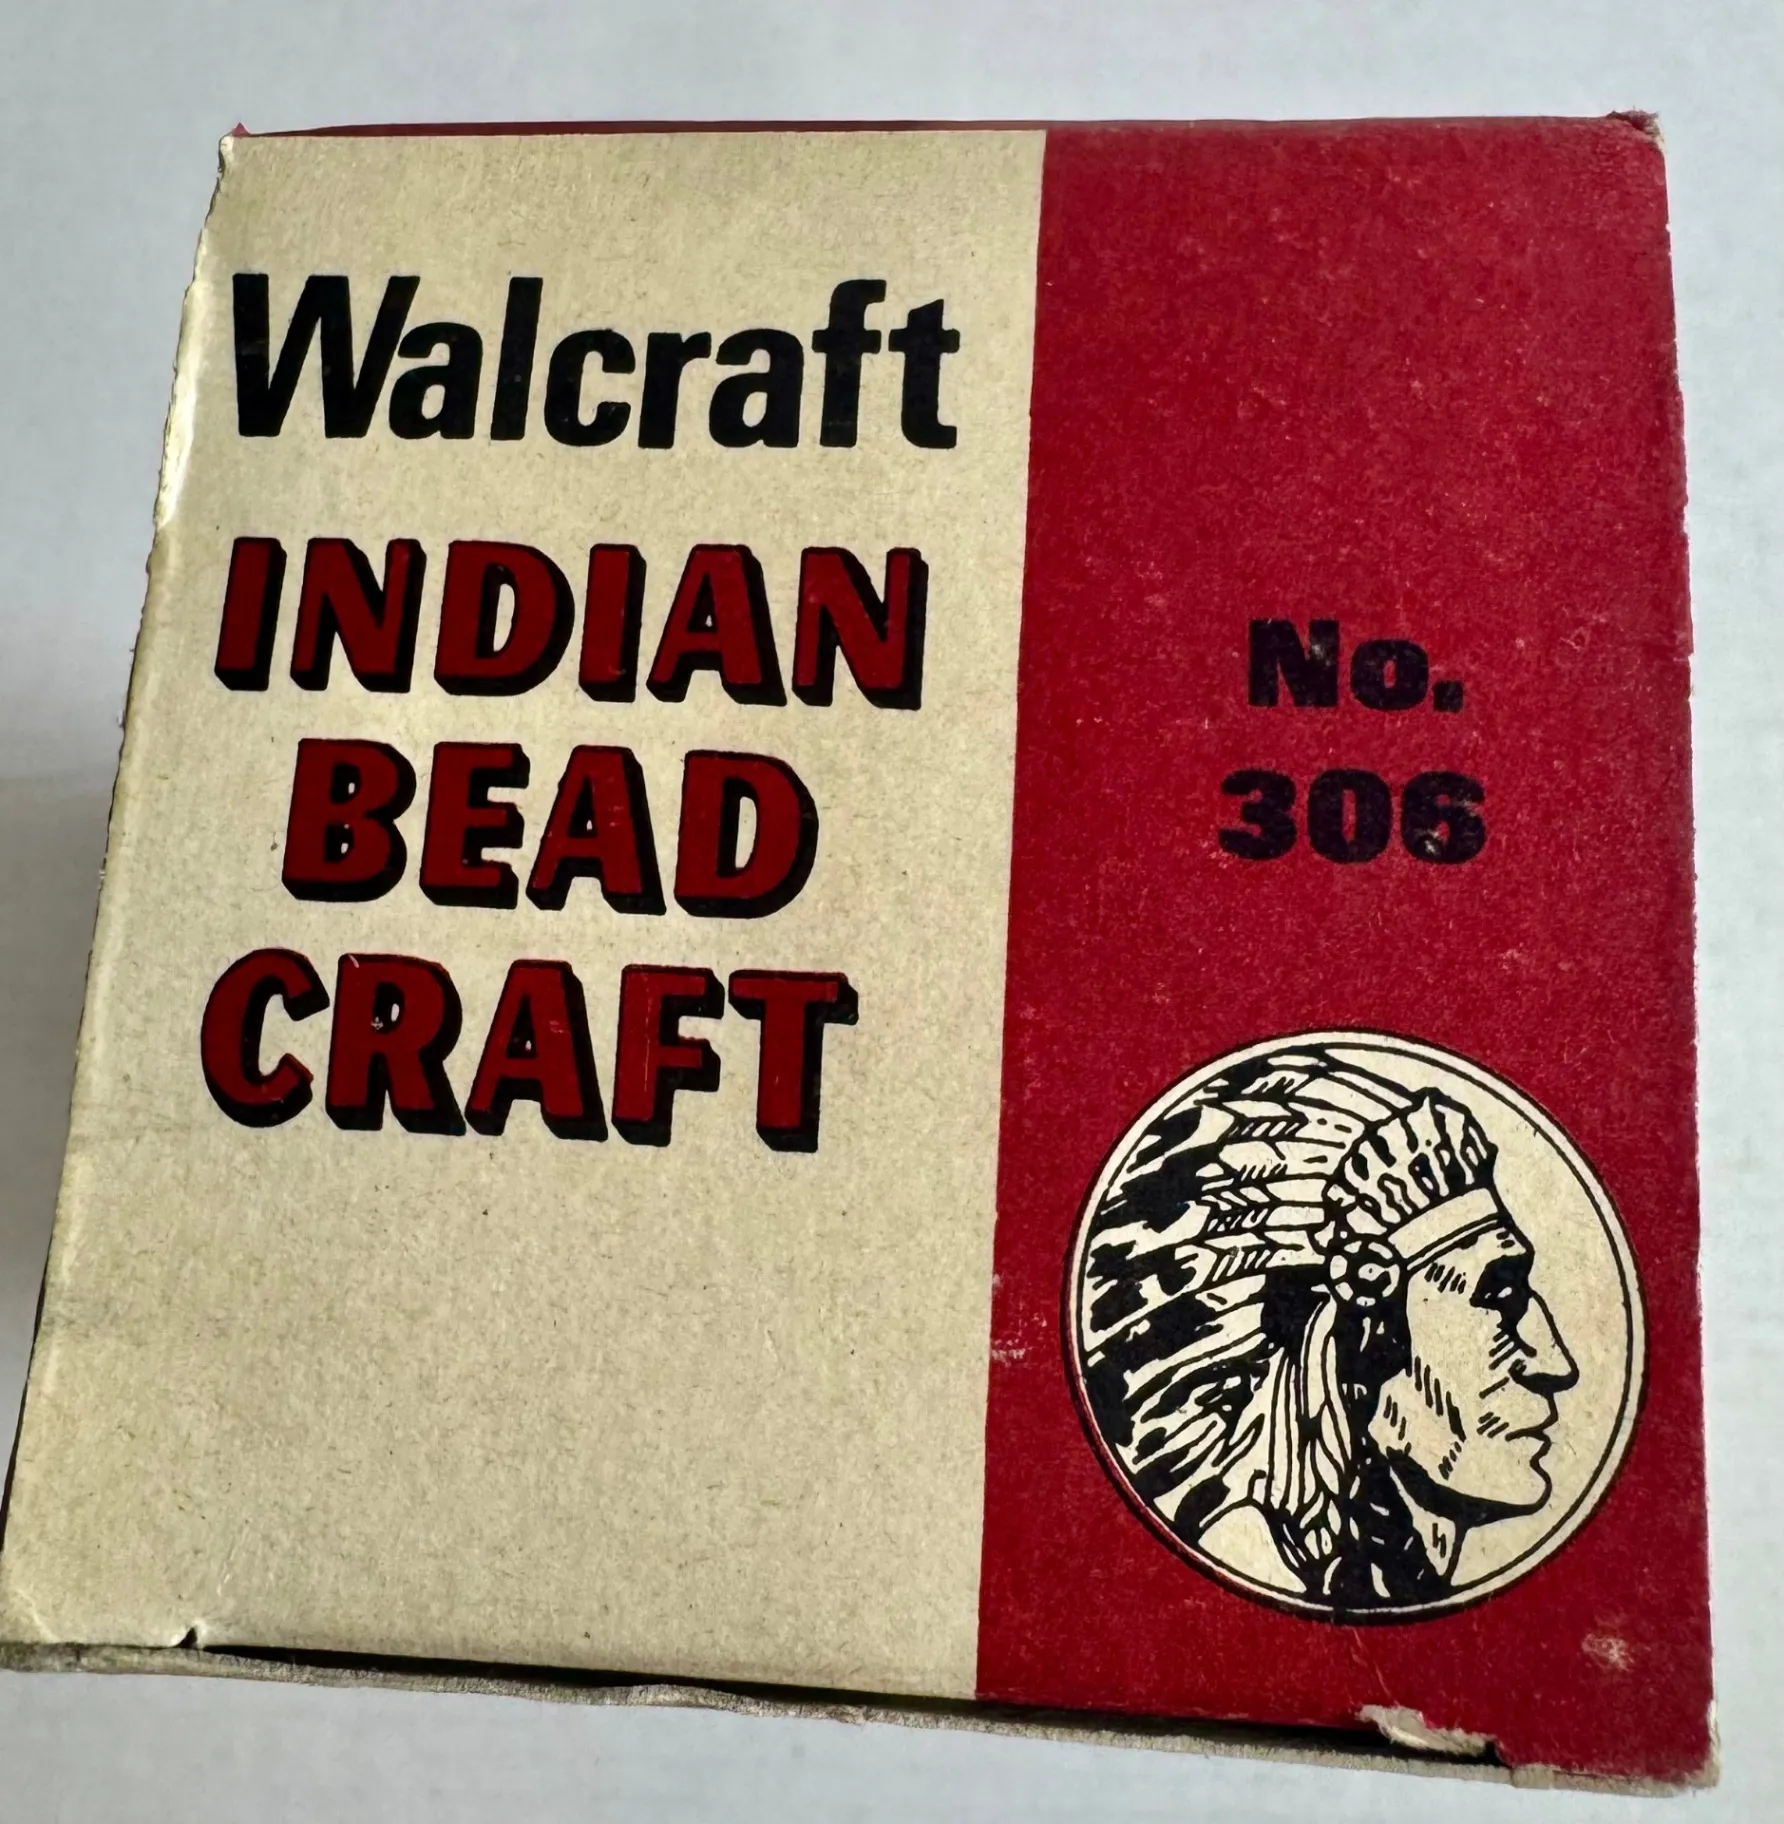 Walcraft
INDIAN
BEAD
CRAFT
No.
306